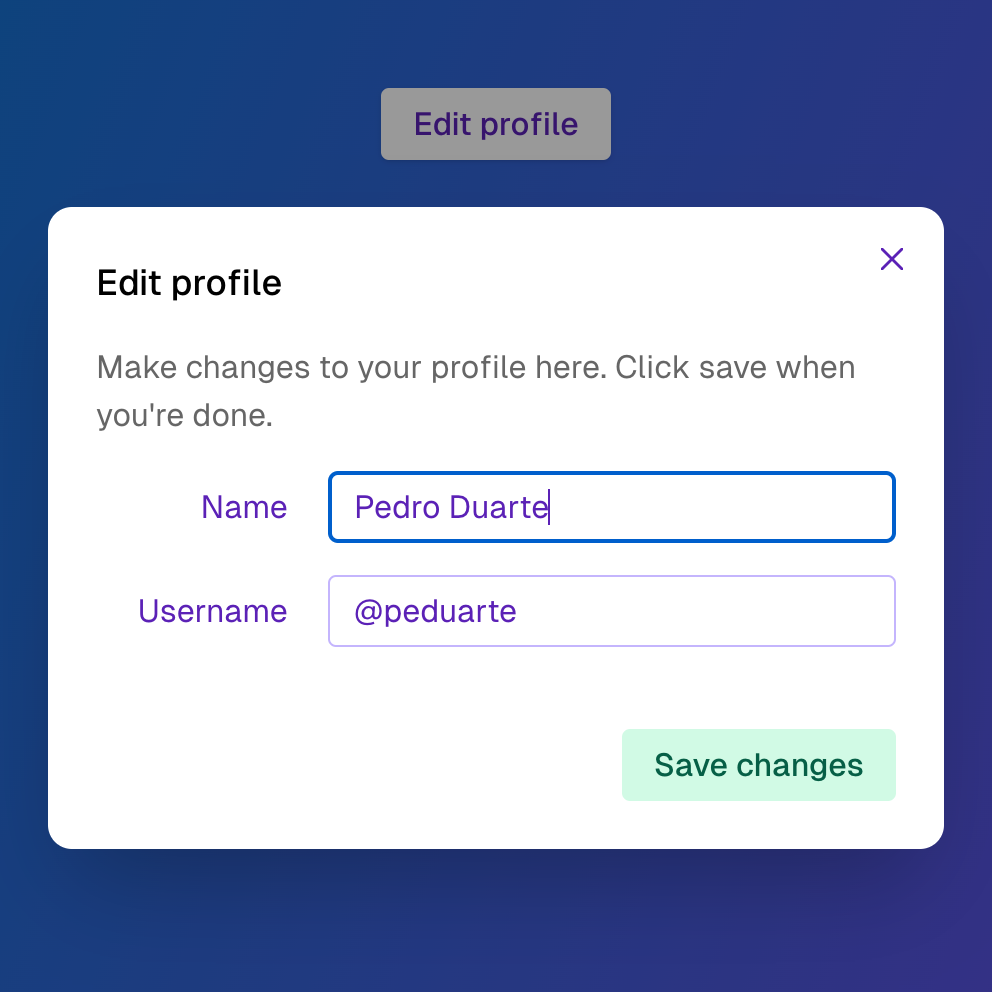 Edit profile
Edit profile
Make changes to your profile here. Click save when
you're done.
Name
Pedro Duarte
Username
@peduarte
Save changes